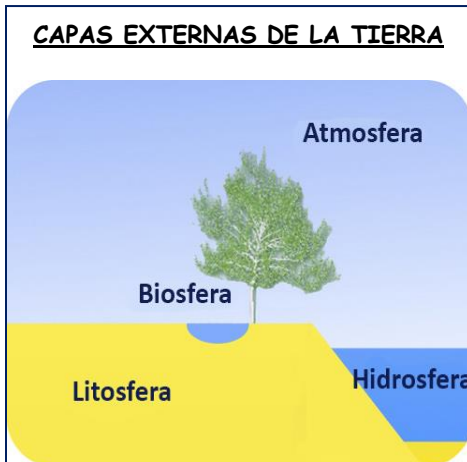 CAPAS EXTERNAS DE LA TIERRA
Atmosfera
Biosfera
Litosfera
Hidrosfera